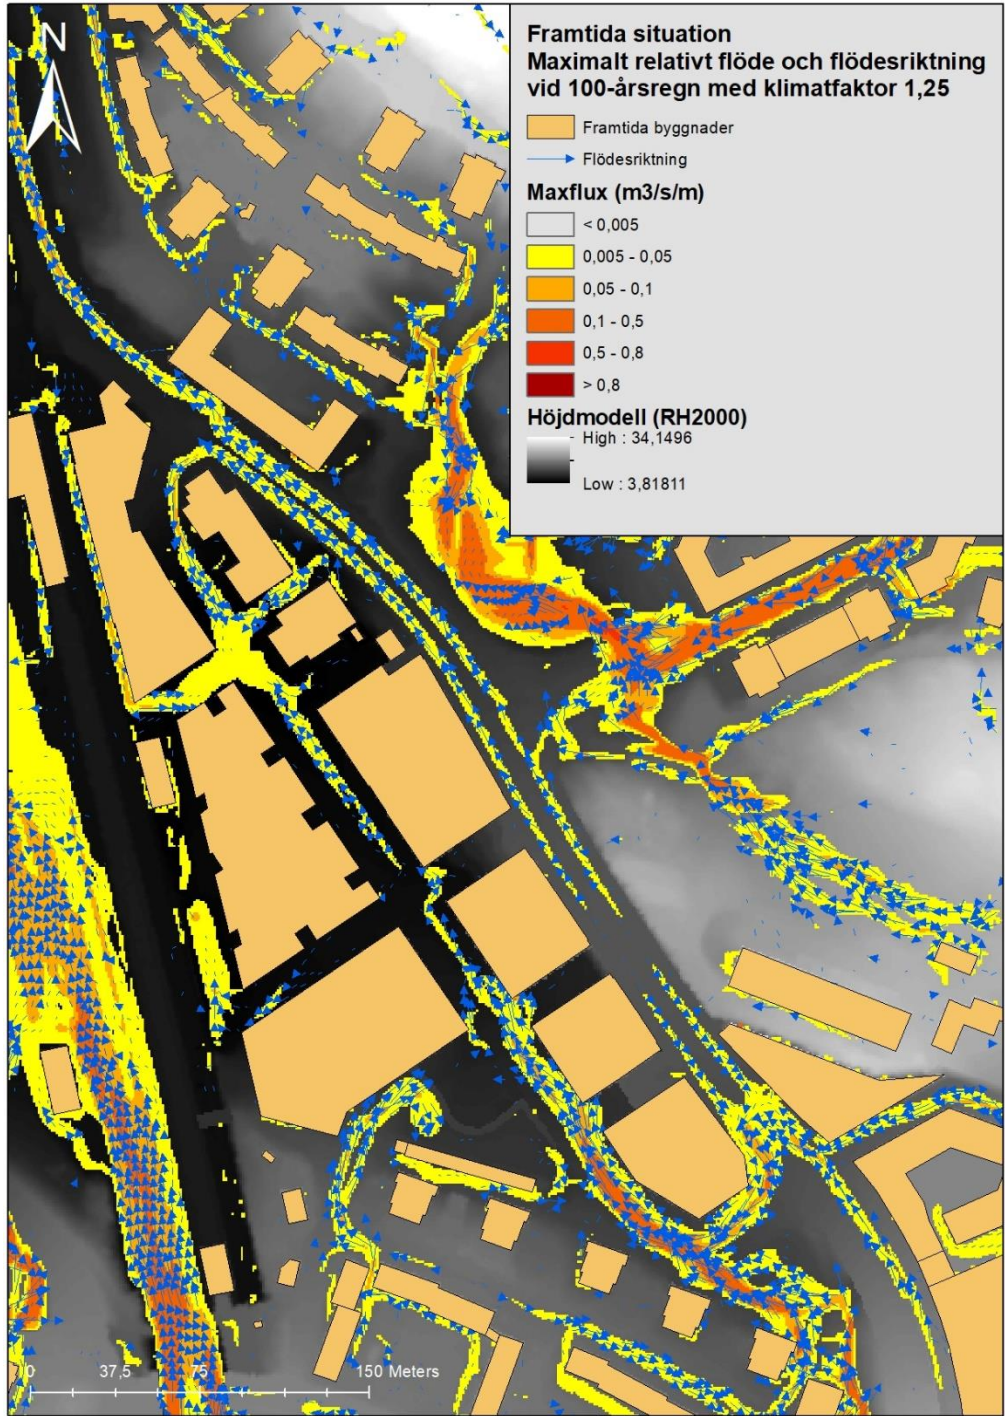 N
Framtida situation
Maximalt relativt flöde och flödesriktning
vid 100-årsregn med klimatfaktor 1,25
Framtida byggnader
Flödesriktning
Maxflux (m3/s/m)
< 0,005
0,005 - 0,05
0,05 - 0,1
0,1 - 0,5
0,5 - 0,8
> 0,8
Höjdmodell (RH2000)
High : 34,1496
Low : 3,81811
0 37,5 75 150 Meters